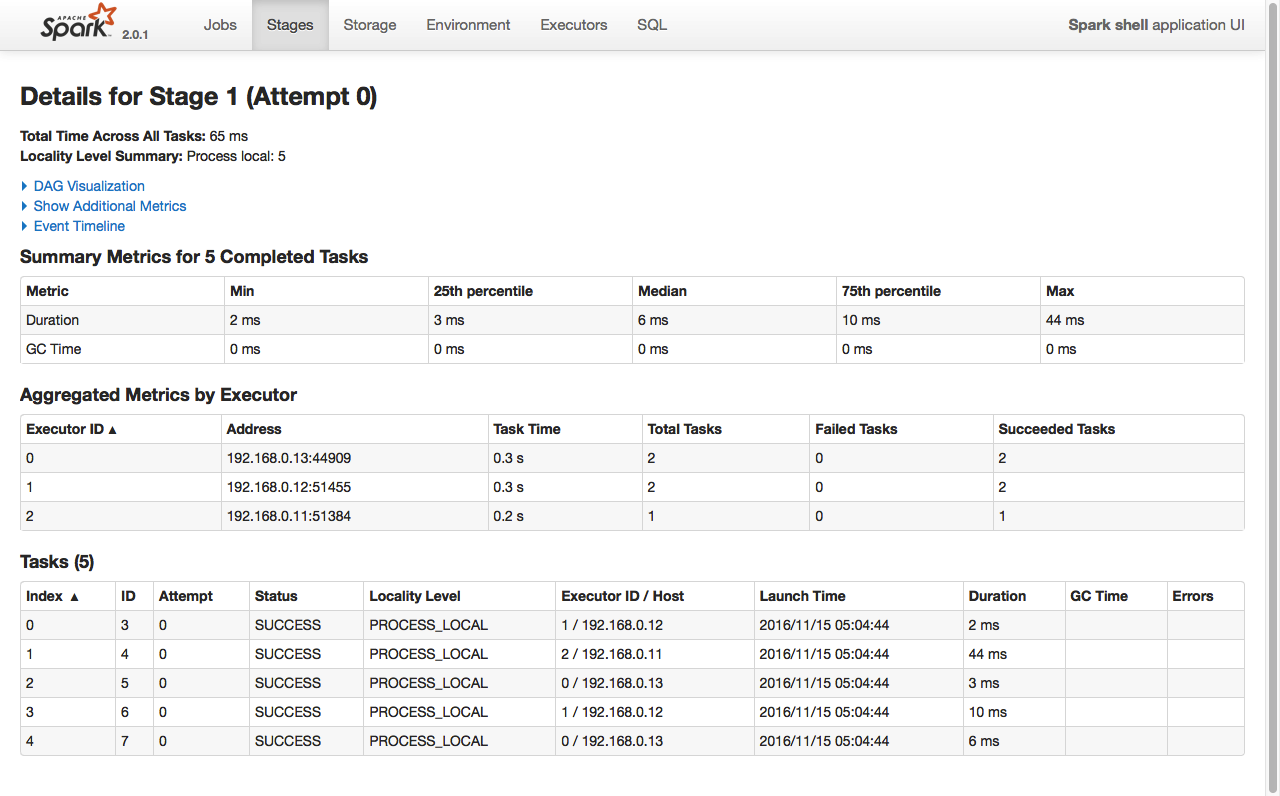 APACHE
Spark™ 2.0.1 Jobs Stages Storage Environment Executors SQL Spark shell application UI
Details for Stage 1 (Attempt 0)
Total Time Across All Tasks: 65 ms
Locality Level Summary: Process local: 5
DAG Visualization
Show Additional Metrics
Event Timeline
Summary Metrics for 5 Completed Tasks
Metric Min 25th percentile Median 75th percentile Max
Duration 2 ms 3 ms 6 ms 10 ms 44 ms
GC Time 0 ms 0 ms 0 ms 0 ms 0 ms
Aggregated Metrics by Executor
Executor ID ▲ Address Task Time Total Tasks Failed Tasks Succeeded Tasks
0 192.168.0.13:44909 0.3 s 2 0 2
1 192.168.0.12:51455 0.3 s 2 0 2
2 192.168.0.11:51384 0.2 s 1 0 1
Tasks (5)
Index ▲ ID Attempt Status Locality Level Executor ID / Host Launch Time Duration GC Time Errors
0 3 0 SUCCESS PROCESS_LOCAL 1 / 192.168.0.12 2016/11/15 05:04:44 2 ms
1 4 0 SUCCESS PROCESS_LOCAL 2 / 192.168.0.11 2016/11/15 05:04:44 44 ms
2 5 0 SUCCESS PROCESS_LOCAL 0 / 192.168.0.13 2016/11/15 05:04:44 3 ms
3 6 0 SUCCESS PROCESS_LOCAL 1 / 192.168.0.12 2016/11/15 05:04:44 10 ms
4 7 0 SUCCESS PROCESS_LOCAL 0 / 192.168.0.13 2016/11/15 05:04:44 6 ms